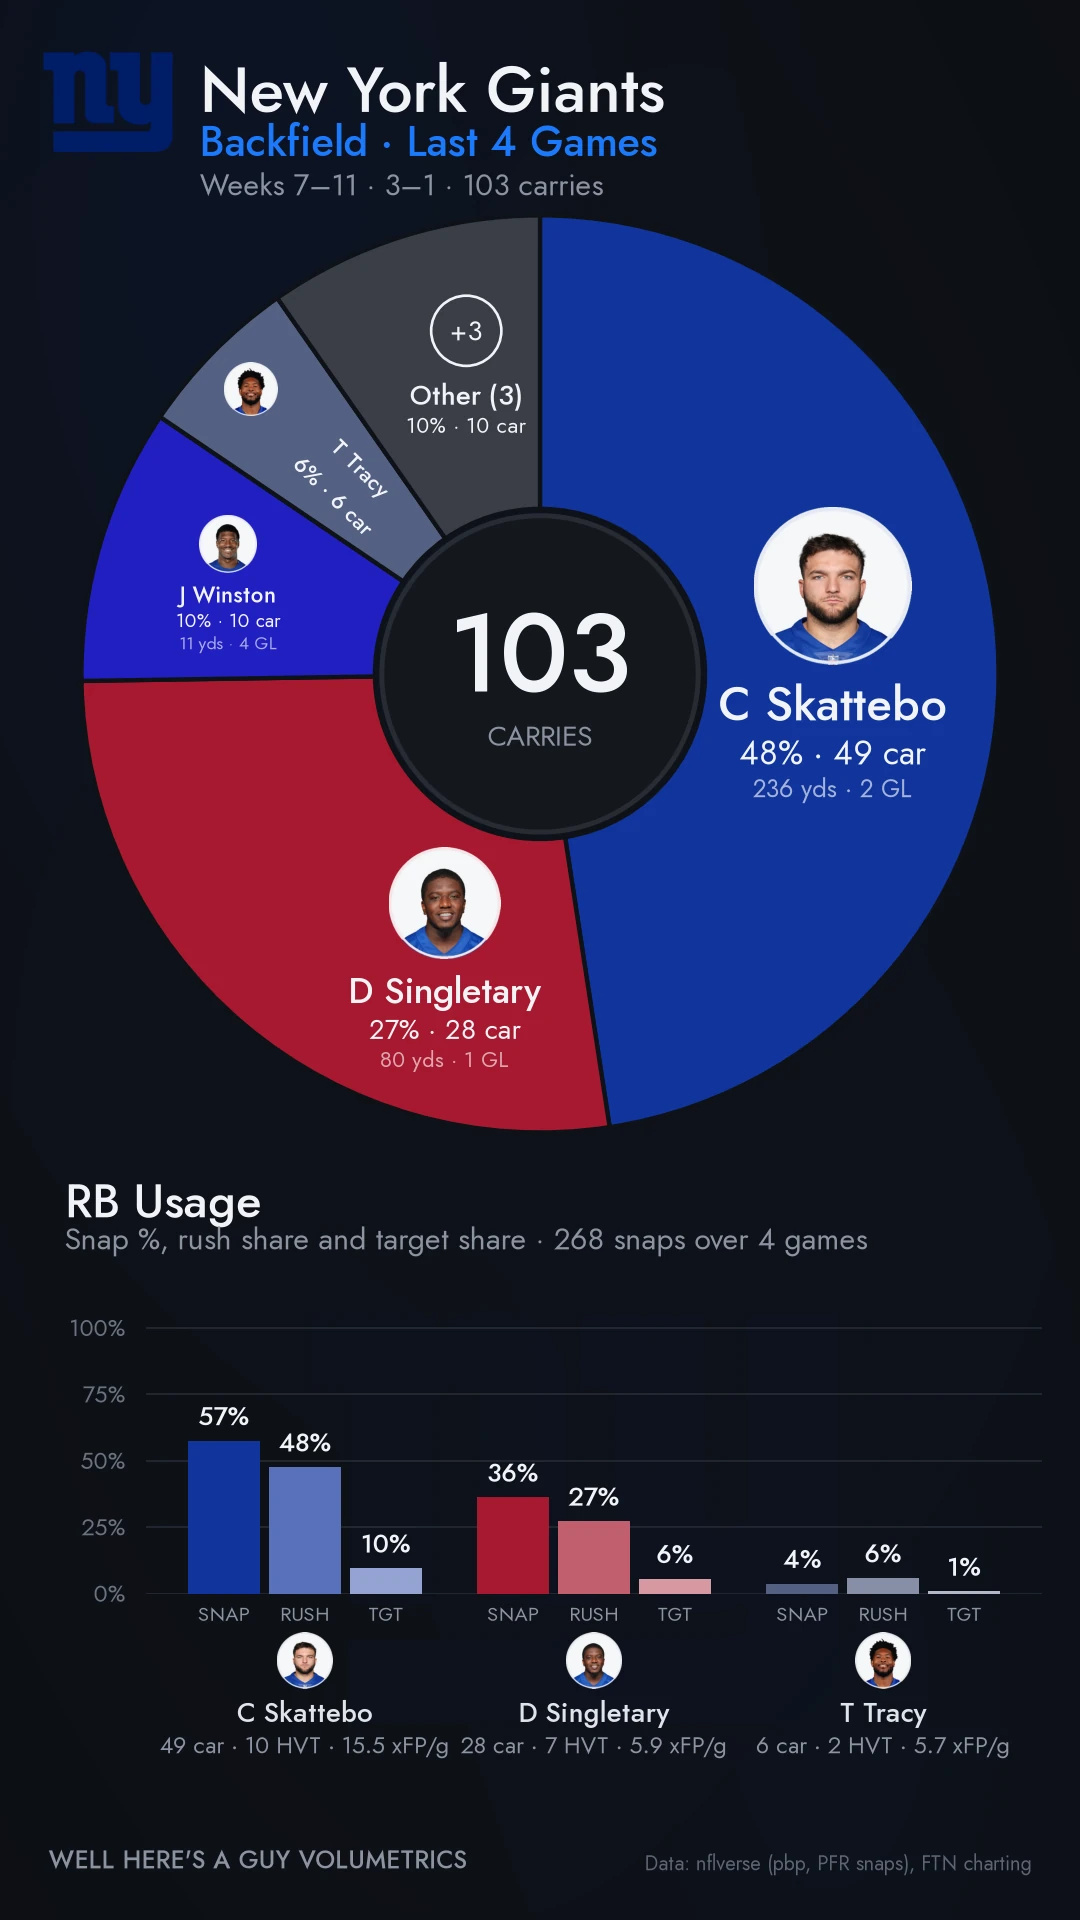 ny
New York Giants
Backfield · Last 4 Games
Weeks 7–11 · 3–1 · 103 carries
+3
Other (3)
10% · 10 car
T Tracy
6% · 6 car
J Winston
10% · 10 car
11 yds · 4 GL
103
CARRIES
C Skattebo
48% · 49 car
236 yds · 2 GL
D Singletary
27% · 28 car
80 yds · 1 GL
RB Usage
Snap %, rush share and target share · 268 snaps over 4 games
100%
75%
50%
25%
0%
57% 48% 10% 36% 27% 6% 4% 6% 1%
SNAP RUSH TGT SNAP RUSH TGT SNAP RUSH TGT
C Skattebo D Singletary T Tracy
49 car · 10 HVT · 15.5 xFP/g 28 car · 7 HVT · 5.9 xFP/g 6 car · 2 HVT · 5.7 xFP/g
WELL HERE'S A GUY VOLUMETRICS
Data: nflverse (pbp, PFR snaps), FTN charting